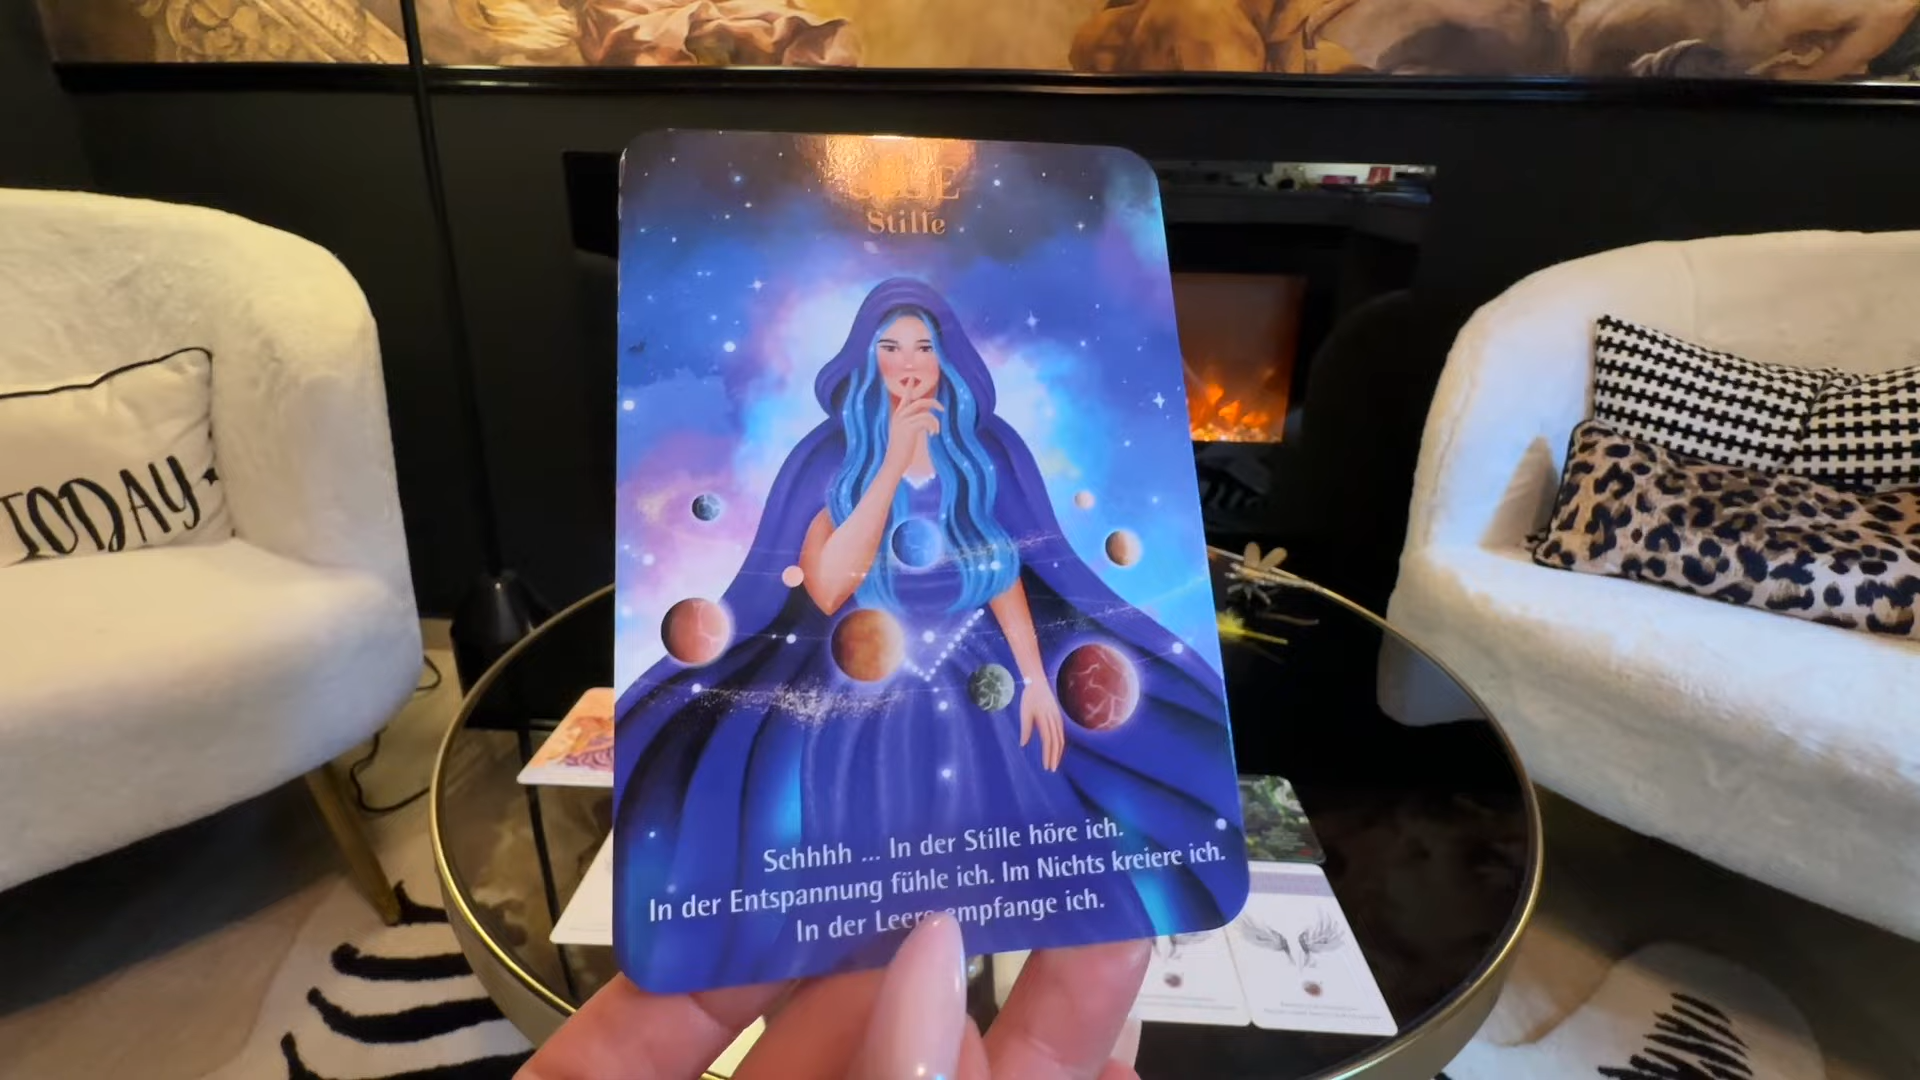 Stille
TODAY
Schhhh ... In der Stille höre ich.
In der Entspannung fühle ich. Im Nichts kreiere ich.
In der Leere empfange ich.